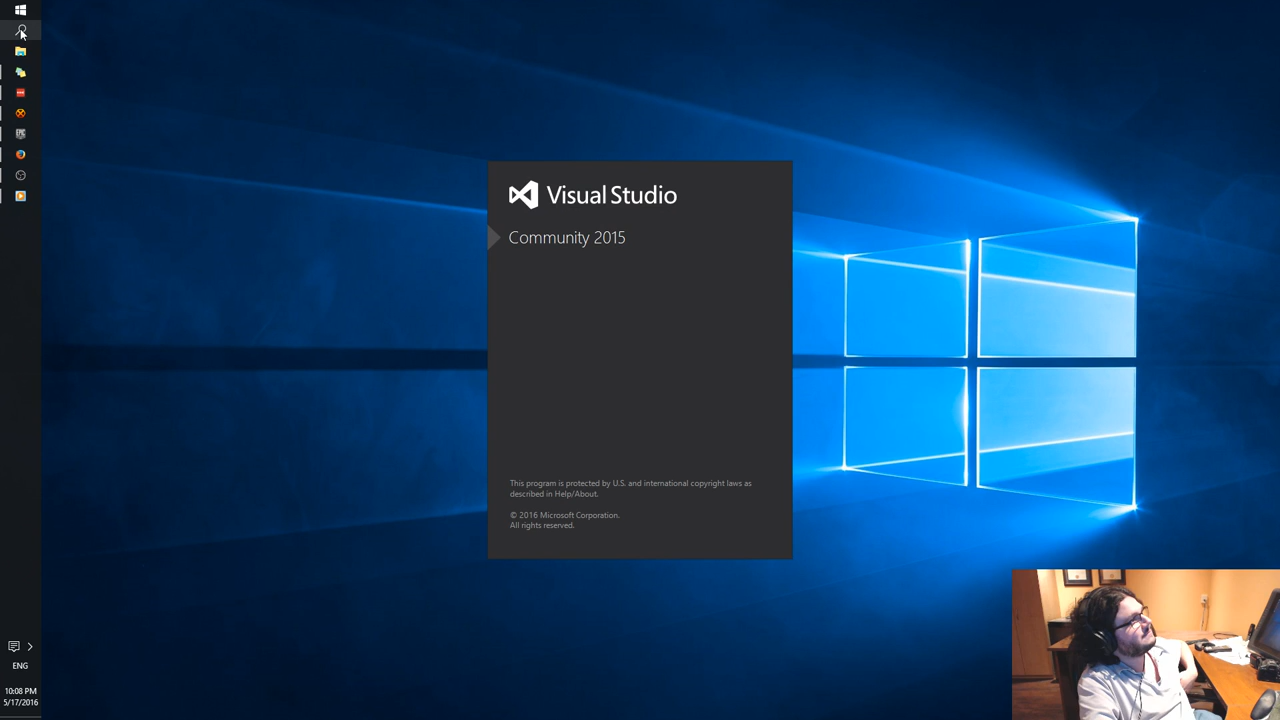 Visual Studio
Community 2015
This program is protected by U.S. and international copyright laws as
described in Help/About.
© 2016 Microsoft Corporation.
All rights reserved.
ENG
10:08 PM
5/17/2016